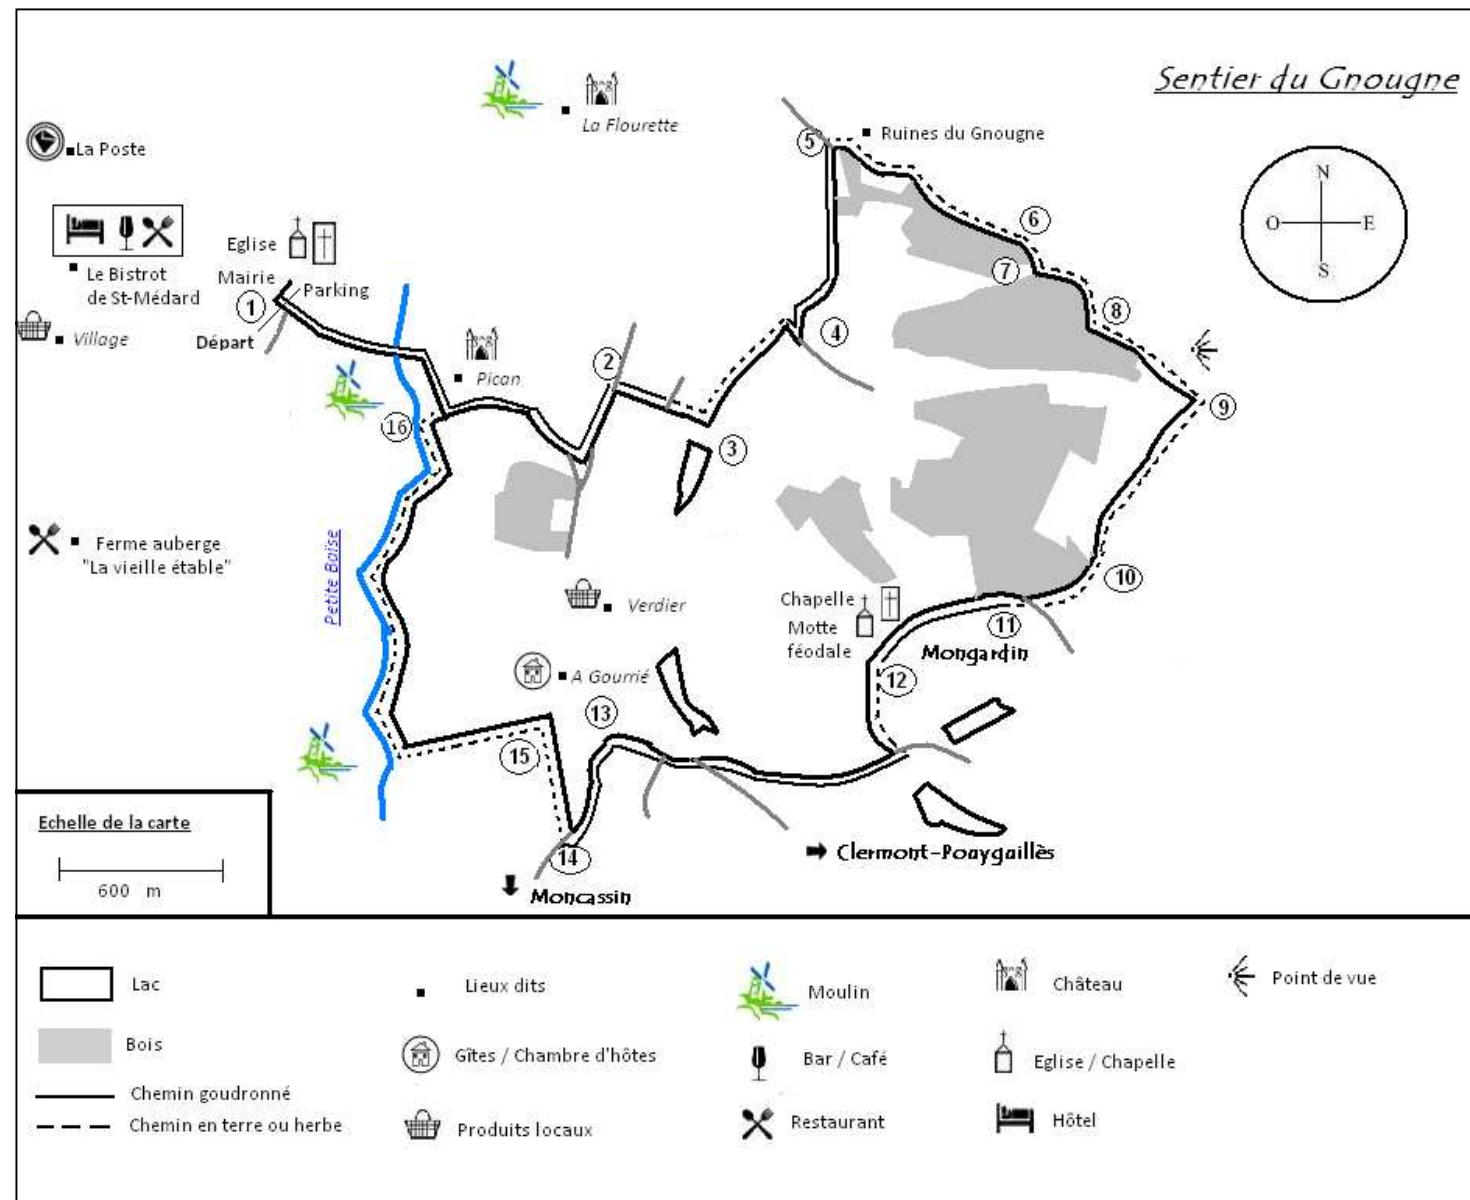 Sentier du Gnougne
La Flourette
La Poste
5
Ruines du Gnougne
N
O
E
S
6
Eglise
Mairie
Parking
1
Départ
Le Bistrot
de St-Médard
Village
7
8
4
2
Pican
9
16
3
Petite Baïse
Ferme auberge
"La vieille étable"
10
Verdier
Chapelle
Motte
féodale
11
Mongardin
12
A Gourrié
13
15
14
Clermont-Pouygaillès
Moncassin
Echelle de la carte
600 m
Lac
Lieux dits
Moulin
Château
Point de vue
Bois
Gîtes / Chambre d'hôtes
Bar / Café
Eglise / Chapelle
Chemin goudronné
Chemin en terre ou herbe
Produits locaux
Restaurant
Hôtel